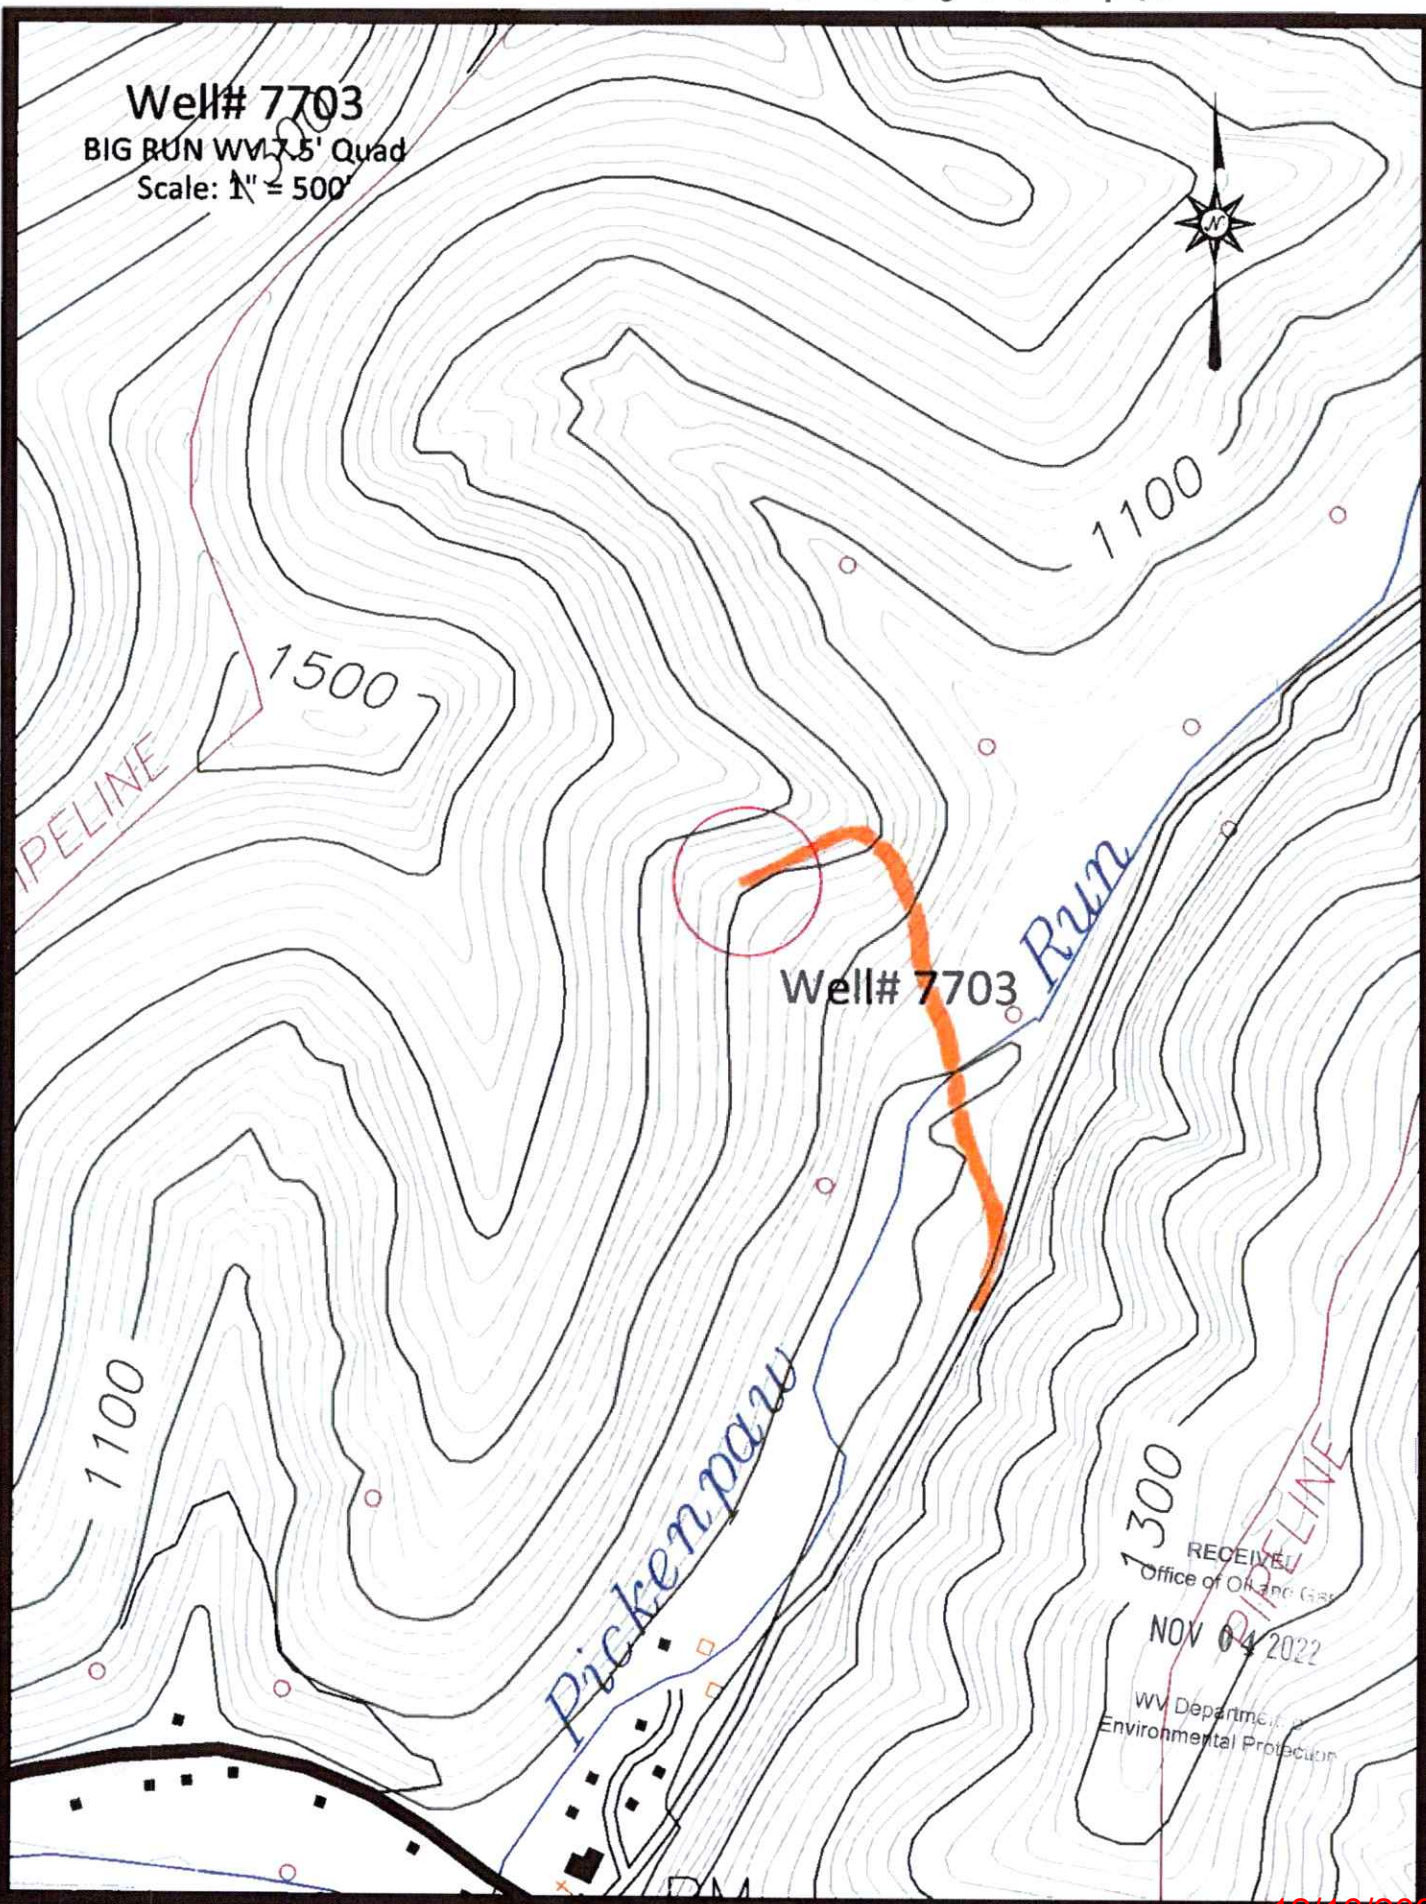 Well# 7703
BIG RUN WV 7.5' Quad
Scale: 1" = 500'
1300
N
1100
1500
PIPELINE
Run
Well# 7703
1100
Pickenpaw
1300
PIPELINE
RECEIVED
Office of Oil and Gas
NOV 04 2022
WV Department of
Environmental Protection